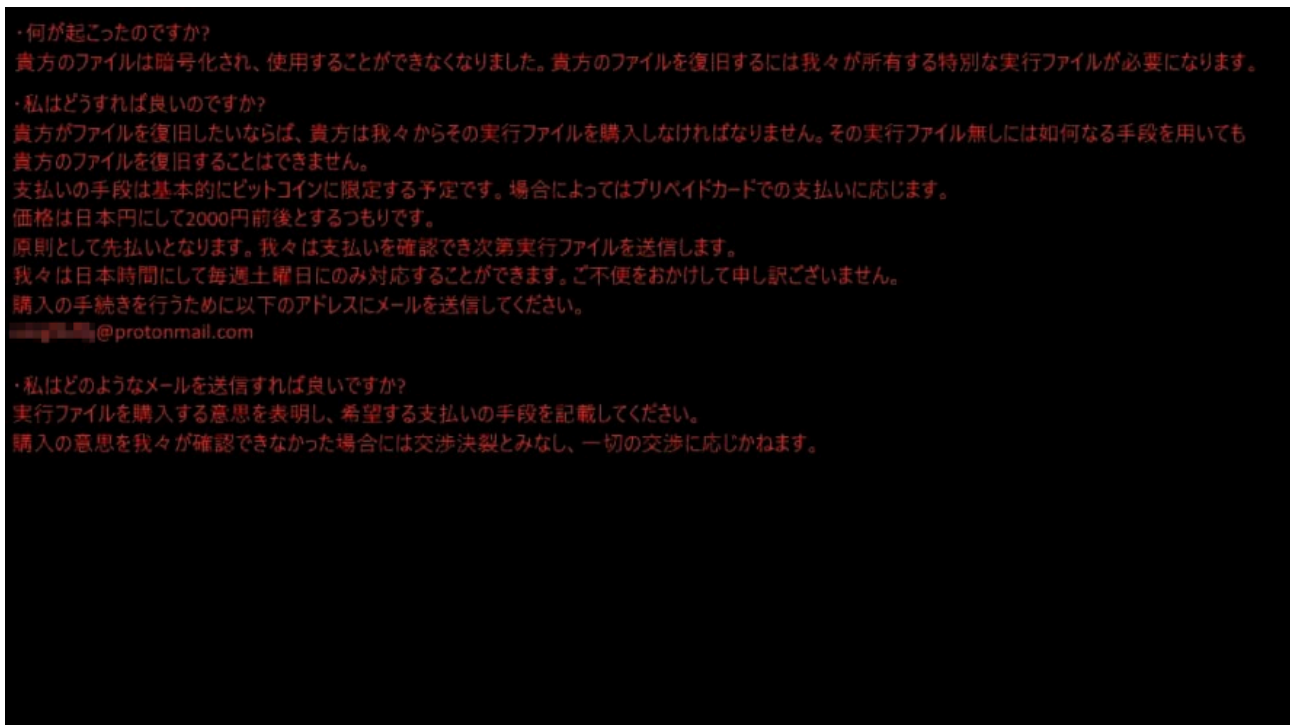 ・何が起こったのですか?
貴方のファイルは暗号化され、使用することができなくなりました。貴方のファイルを復旧するには我々が所有する特別な実行ファイルが必要になります。
・私はどうすれば良いのですか?
貴方がファイルを復旧したいならば、貴方は我々からその実行ファイルを購入しなければなりません。その実行ファイル無しには如何なる手段を用いても
貴方のファイルを復旧することはできません。
支払いの手段は基本的にビットコインに限定する予定です。場合によってはプリペイドカードでの支払いに応じます。
価格は日本円にして2000円前後とするつもりです。
原則として先払いとなります。我々は支払いを確認でき次第実行ファイルを送信します。
我々は日本時間にして毎週土曜日にのみ対応することができます。ご不便をおかけして申し訳ございません。
購入の手続きを行うために以下のアドレスにメールを送信してください。
@protonmail.com
・私はどのようなメールを送信すれば良いですか?
実行ファイルを購入する意思を表明し、希望する支払いの手段を記載してください。
購入の意思を我々が確認できなかった場合には交渉決裂とみなし、一切の交渉に応じかねます。